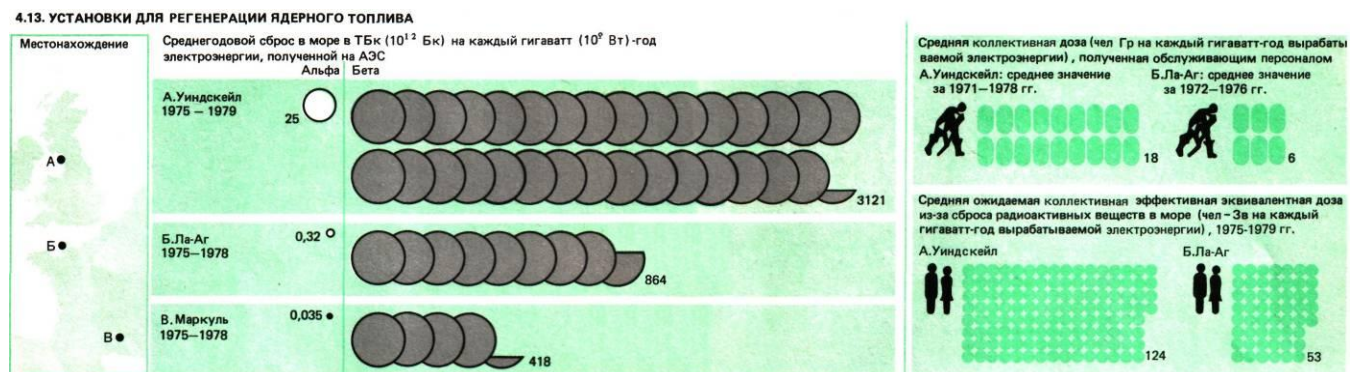 4.13. УСТАНОВКИ ДЛЯ РЕГЕНЕРАЦИИ ЯДЕРНОГО ТОПЛИВА
Местонахождение
А
Б
В
Среднегодовой сброс в море в ТБк (10¹² Бк) на каждый гигаватт (10⁹ Вт)-год
электроэнергии, полученной на АЭС
Альфа Бета
А.Уиндскейл
1975 – 1979
25
3121
Б.Ла-Аг
1975–1978
0,32
864
В.Маркуль
1975–1978
0,035
418
Средняя коллективная доза (чел Гр на каждый гигаватт-год вырабаты
ваемой электроэнергии), полученная обслуживающим персоналом
А.Уиндскейл: среднее значение
за 1971–1978 гг.
18
Б.Ла-Аг: среднее значение
за 1972–1976 гг.
6
Средняя ожидаемая коллективная эффективная эквивалентная доза
из-за сброса радиоактивных веществ в море (чел – Зв на каждый
гигаватт-год вырабатываемой электроэнергии), 1975-1979 гг.
А.Уиндскейл
124
Б.Ла-Аг
53